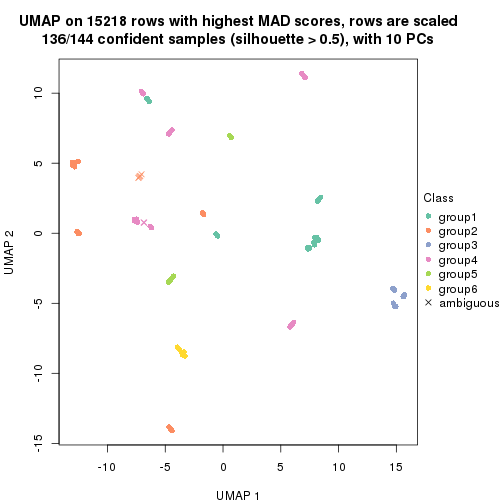 UMAP on 15218 rows with highest MAD scores, rows are scaled
136/144 confident samples (silhouette > 0.5), with 10 PCs
10
5
0
-5
-10
-15
UMAP 2
-10
-5
0
5
10
15
UMAP 1
Class
group1
group2
group3
group4
group5
group6
ambiguous